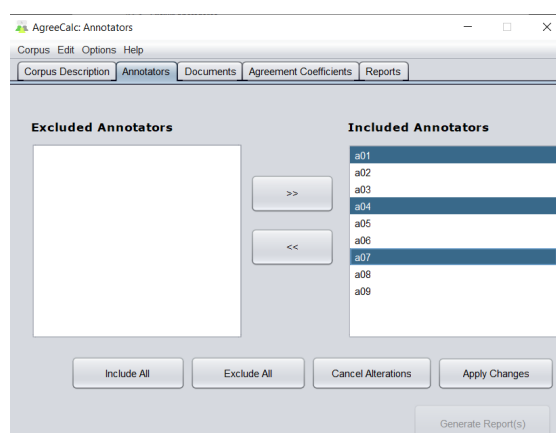 AgreeCalc: Annotators
Corpus Edit Options Help
Corpus Description Annotators Documents Agreement Coefficients Reports
Excluded Annotators Included Annotators
a01
a02
a03
>>
a04
a05
a06
<<
a07
a08
a09
Include All Exclude All Cancel Alterations Apply Changes
Generate Report(s)